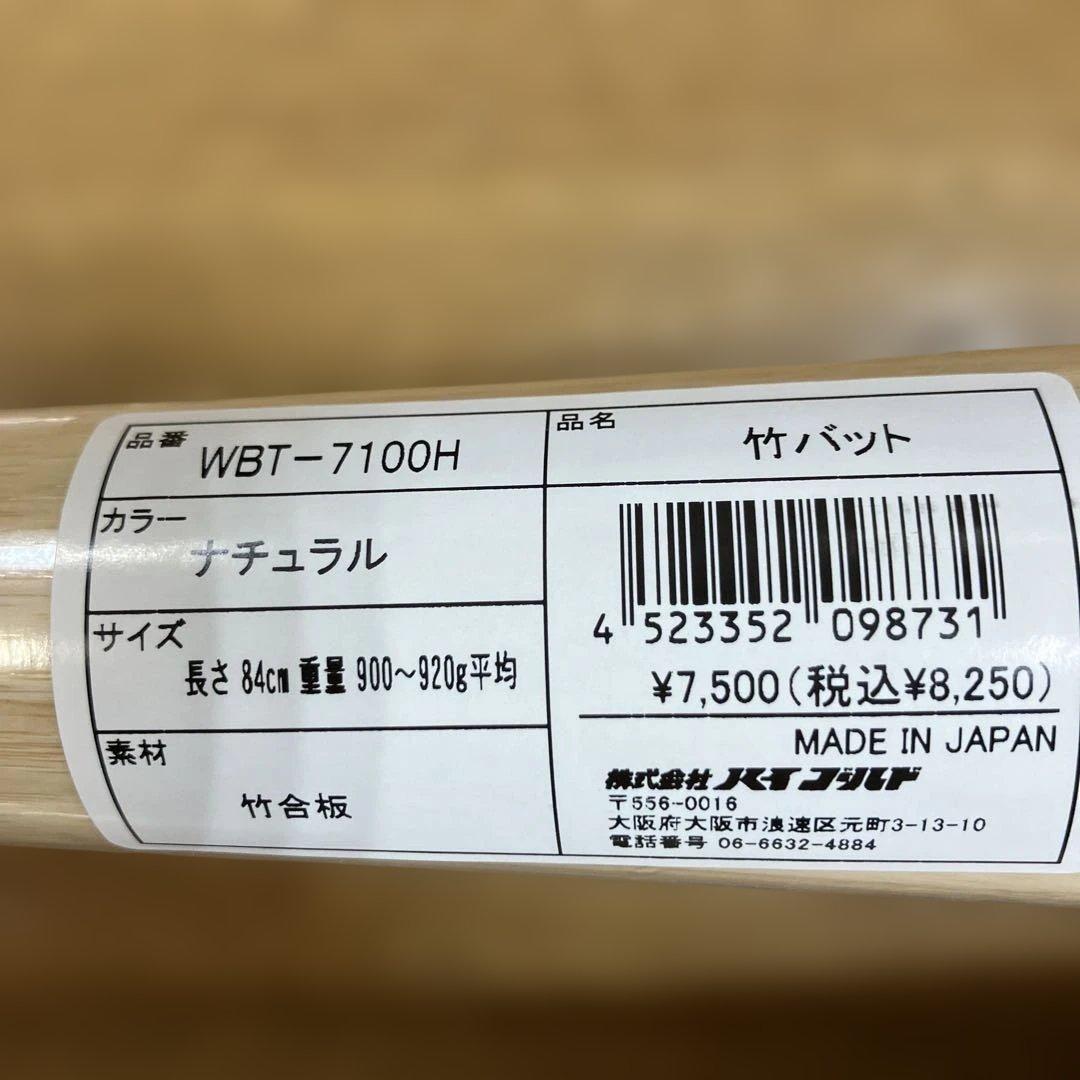 品番
WBT-7100H
カラー
ナチュラル
サイズ
長さ 84cm 重量 900～920g平均
素材
竹合板
品名
竹バット
4 523352 098731
¥7,500(税込¥8,250)
MADE IN JAPAN
株式会社 ハイゴールド
〒556-0016
大阪府大阪市浪速区元町3-13-10
電話番号 06-6632-4884